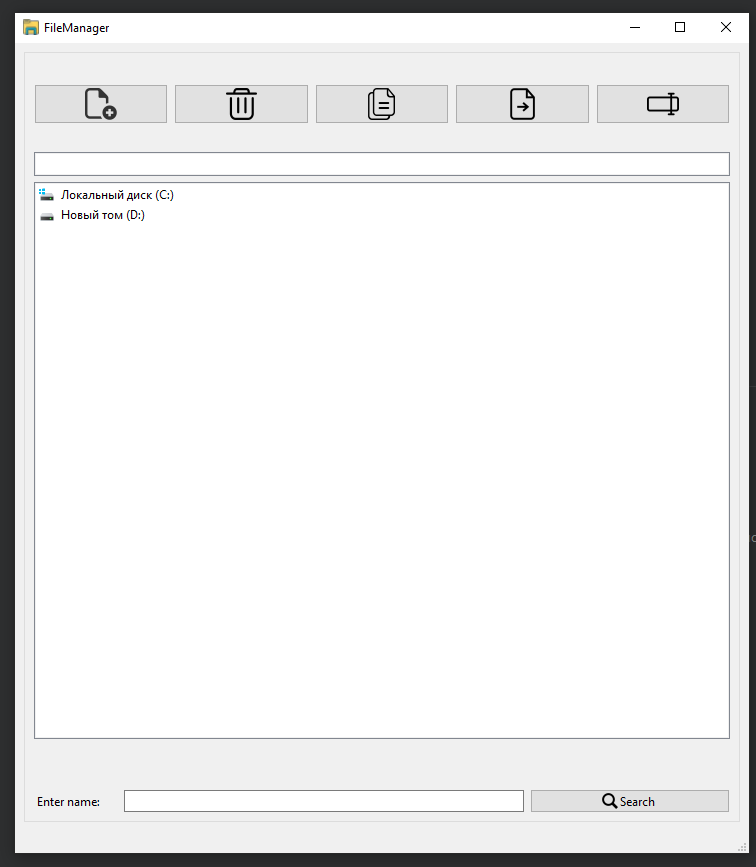 FileManager
Локальный диск (C:)
Новый том (D:)
Enter name:
Search